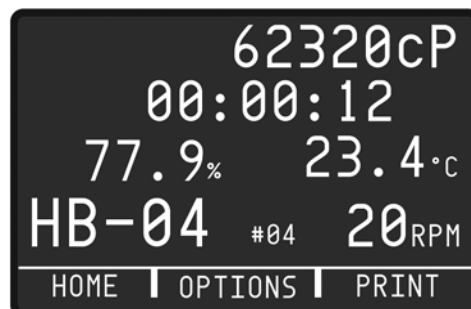 62320cP
00:00:12
77.9% 23.4°C
HB-04 #04 20RPM
HOME OPTIONS PRINT